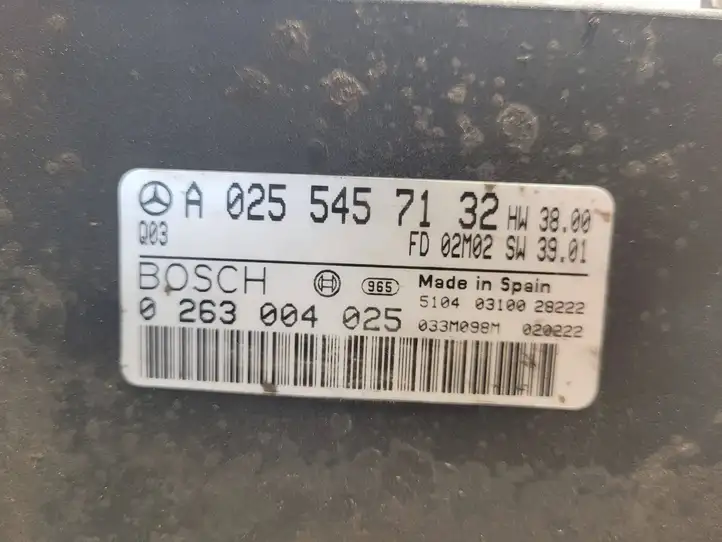 A 025 545 71 32 HW 38.00
Q03 FD 02M02 SW 39.01
BOSCH 965 Made in Spain
5104 03100 28222
0 263 004 025 033M098M 020222